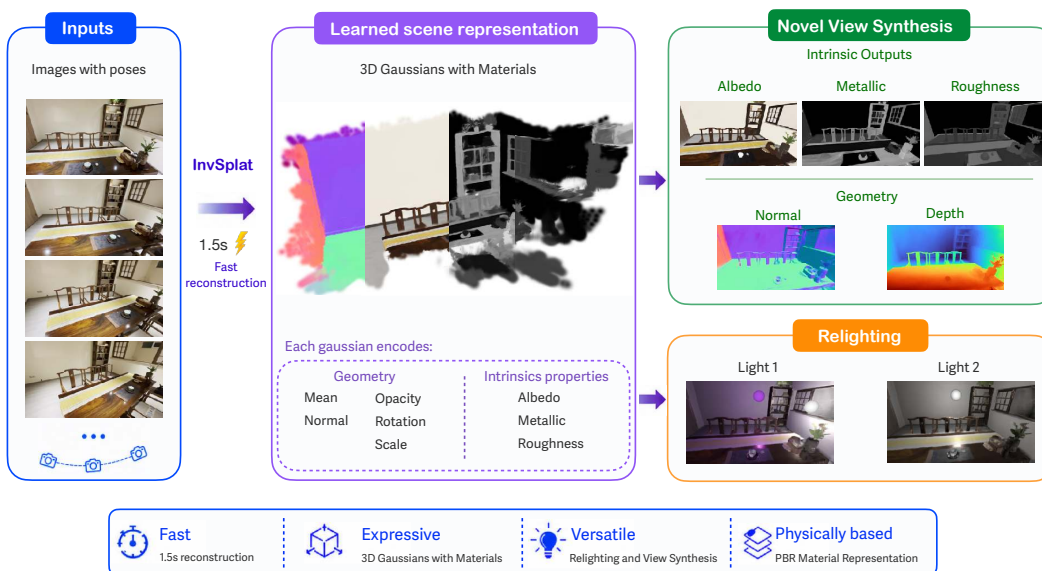 Inputs
Images with poses
InvSplat
1.5s
Fast
reconstruction
Learned scene representation
3D Gaussians with Materials
Each gaussian encodes:
Geometry
Mean
Opacity
Normal
Rotation
Scale
Intrinsics properties
Albedo
Metallic
Roughness
Novel View Synthesis
Intrinsic Outputs
Albedo
Metallic
Roughness
Geometry
Normal
Depth
Relighting
Light 1
Light 2
Fast
1.5s reconstruction
Expressive
3D Gaussians with Materials
Versatile
Relighting and View Synthesis
Physically based
PBR Material Representation